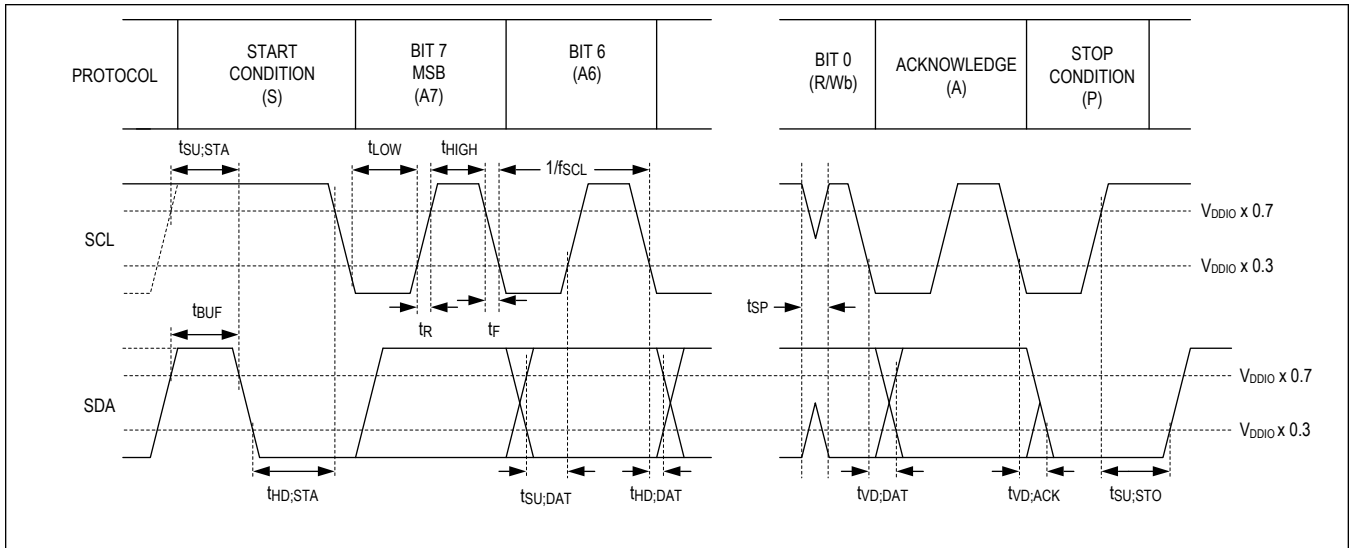 PROTOCOL
START
CONDITION
(S)
BIT 7
MSB
(A7)
BIT 6
(A6)
BIT 0
(R/Wb)
ACKNOWLEDGE
(A)
STOP
CONDITION
(P)
tSU;STA
tLOW
tHIGH
1/fSCL
SCL
VDDIO x 0.7
VDDIO x 0.3
tBUF
tR
tF
tSP
SDA
VDDIO x 0.7
VDDIO x 0.3
tHD;STA
tSU;DAT
tHD;DAT
tVD;DAT
tVD;ACK
tSU;STO